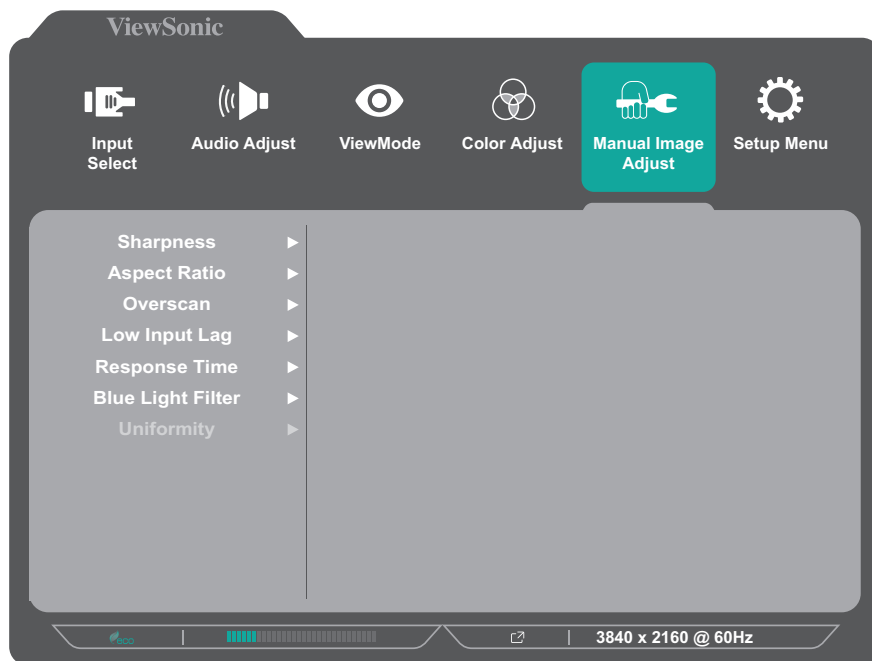 ViewSonic
Input
Select
Audio Adjust
ViewMode
Color Adjust
Manual Image
Adjust
Setup Menu
Sharpness
Aspect Ratio
Overscan
Low Input Lag
Response Time
Blue Light Filter
Uniformity
eco
3840 x 2160 @ 60Hz